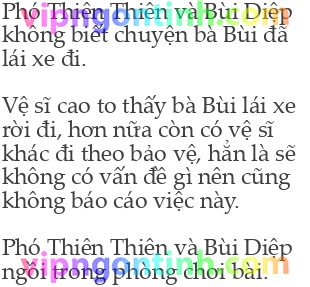 Phó Thiên Thiên và Bùi Diệp
không biết chuyện bà Bùi đã
lái xe đi.
Vệ sĩ cao to thấy bà Bùi lái xe
rời đi, hơn nữa còn có vệ sĩ
khác đi theo bảo vệ, hẳn là sẽ
không có vấn đề gì nên cũng
không báo cáo việc này.
Phó Thiên Thiên và Bùi Diệp
ngồi trong phòng chơi bài.
vipngontinh.com
vipngontinh.com